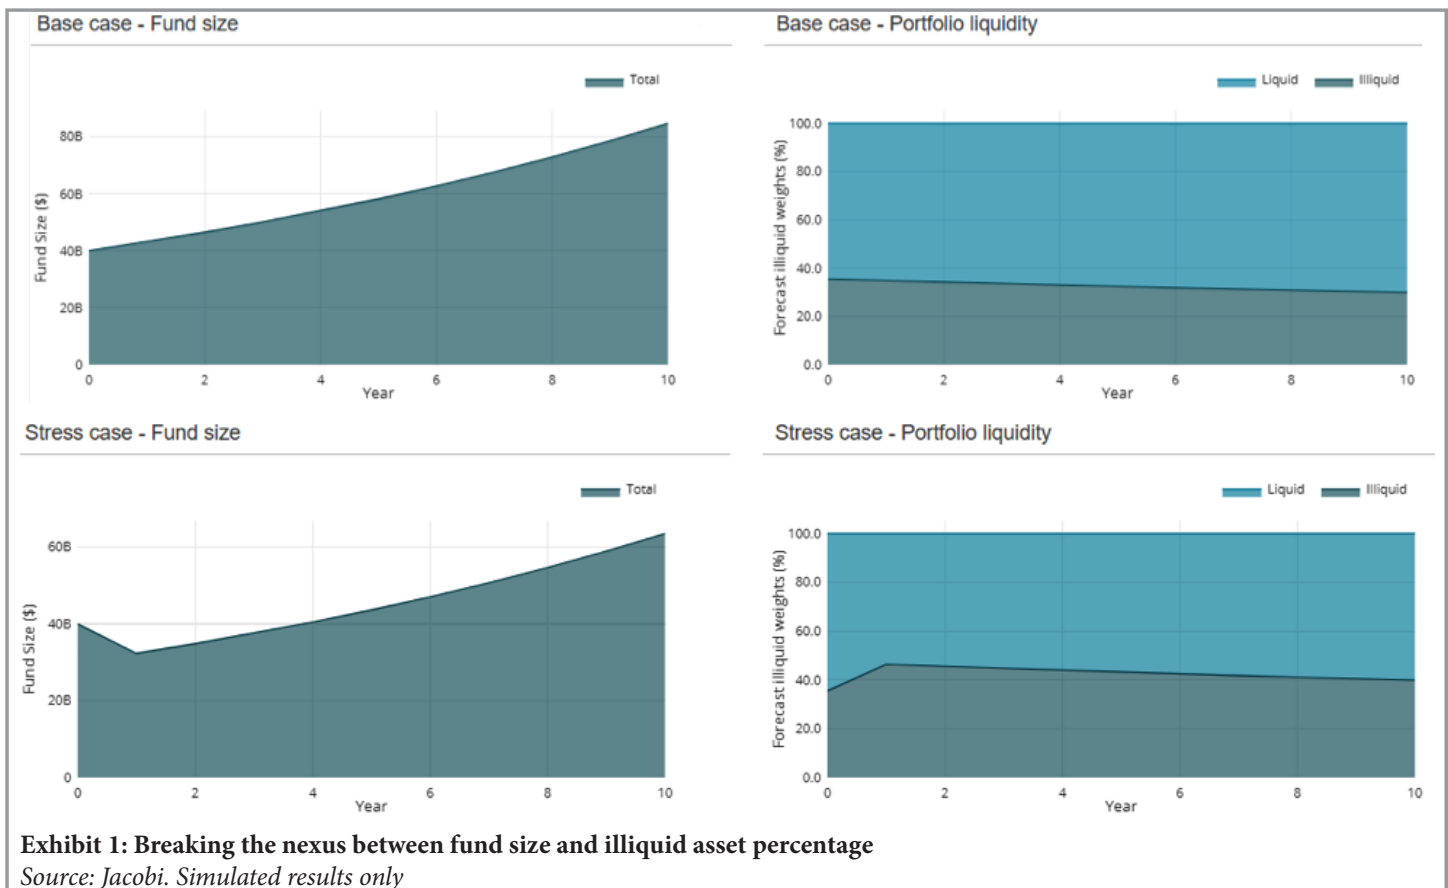 Base case - Fund size
Total
Fund Size ($)
80B
60B
40B
20B
0
0 2 4 6 8 10
Year
Base case - Portfolio liquidity
Liquid Illiquid
Forecast illiquid weights (%)
100.0
80.0
60.0
40.0
20.0
0.0
0 2 4 6 8 10
Year
Stress case - Fund size
Total
Fund Size ($)
60B
40B
20B
0
0 2 4 6 8 10
Year
Stress case - Portfolio liquidity
Liquid Illiquid
Forecast illiquid weights (%)
100.0
80.0
60.0
40.0
20.0
0.0
0 2 4 6 8 10
Year
Exhibit 1: Breaking the nexus between fund size and illiquid asset percentage
Source: Jacobi. Simulated results only